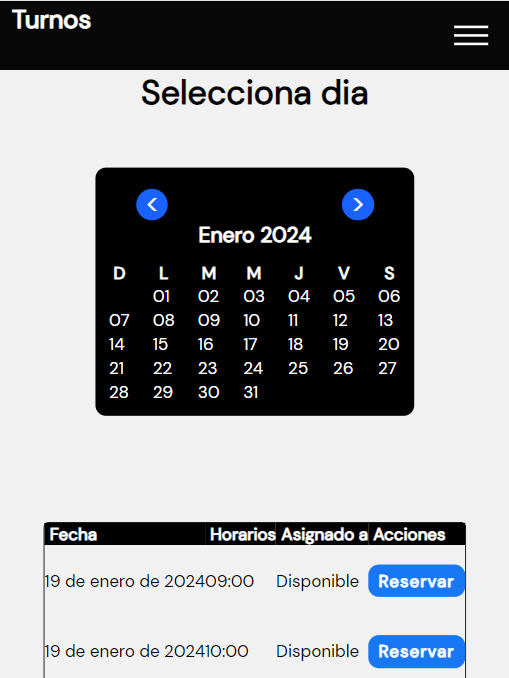 Turnos
Selecciona dia
< >
Enero 2024
D L M M J V S
01 02 03 04 05 06
07 08 09 10 11 12 13
14 15 16 17 18 19 20
21 22 23 24 25 26 27
28 29 30 31
Fecha Horarios Asignado a Acciones
19 de enero de 2024 09:00 Disponible Reservar
19 de enero de 2024 10:00 Disponible Reservar